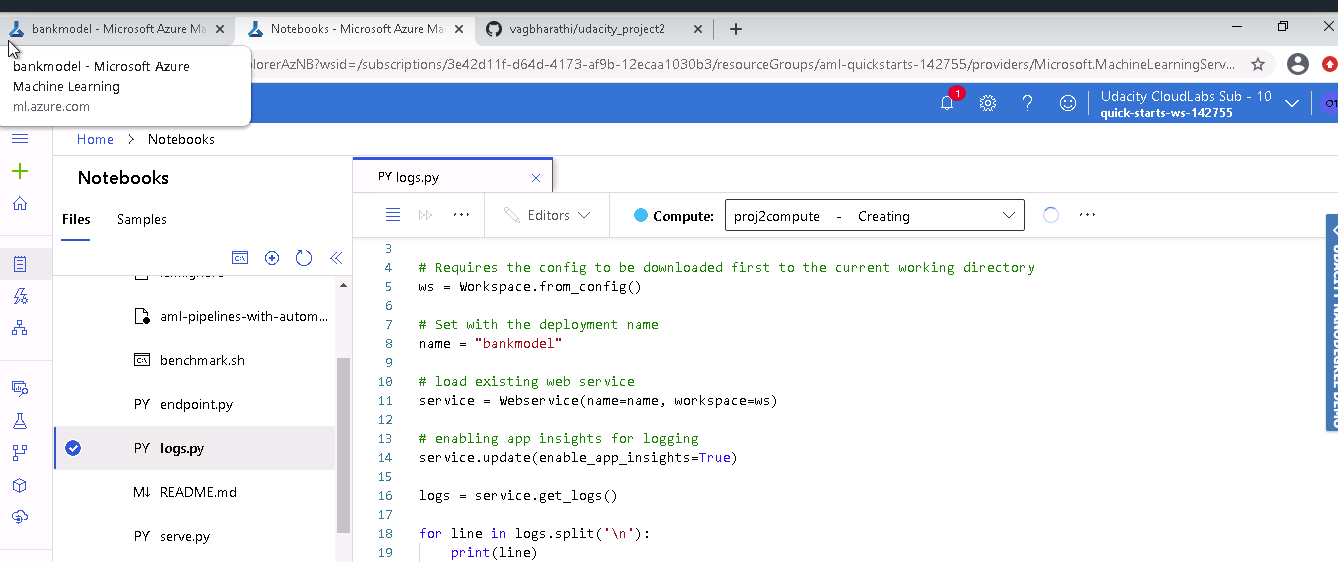 bankmodel - Microsoft Azure Ma
Notebooks - Microsoft Azure Ma
vagbharathi/udacity_project2
bankmodel - Microsoft Azure
Machine Learning
ml.azure.com
plorerAzNB?wsid=/subscriptions/3e42d11f-d64d-4173-af9b-12ecaa1030b3/resourceGroups/aml-quickstarts-142755/providers/Microsoft.MachineLearningServ...
1
Udacity CloudLabs Sub - 10
quick-starts-ws-142755
01
Home > Notebooks
Notebooks
PY logs.py
Files
Samples
Editors
Compute: proj2compute - Creating
aml-pipelines-with-autom...
benchmark.sh
PY endpoint.py
PY logs.py
M↓ README.md
PY serve.py
3
4 # Requires the config to be downloaded first to the current working directory
5 ws = Workspace.from_config()
6
7 # Set with the deployment name
8 name = "bankmodel"
9
10 # load existing web service
11 service = Webservice(name=name, workspace=ws)
12
13 # enabling app insights for logging
14 service.update(enable_app_insights=True)
15
16 logs = service.get_logs()
17
18 for line in logs.split('\n'):
19 print(line)